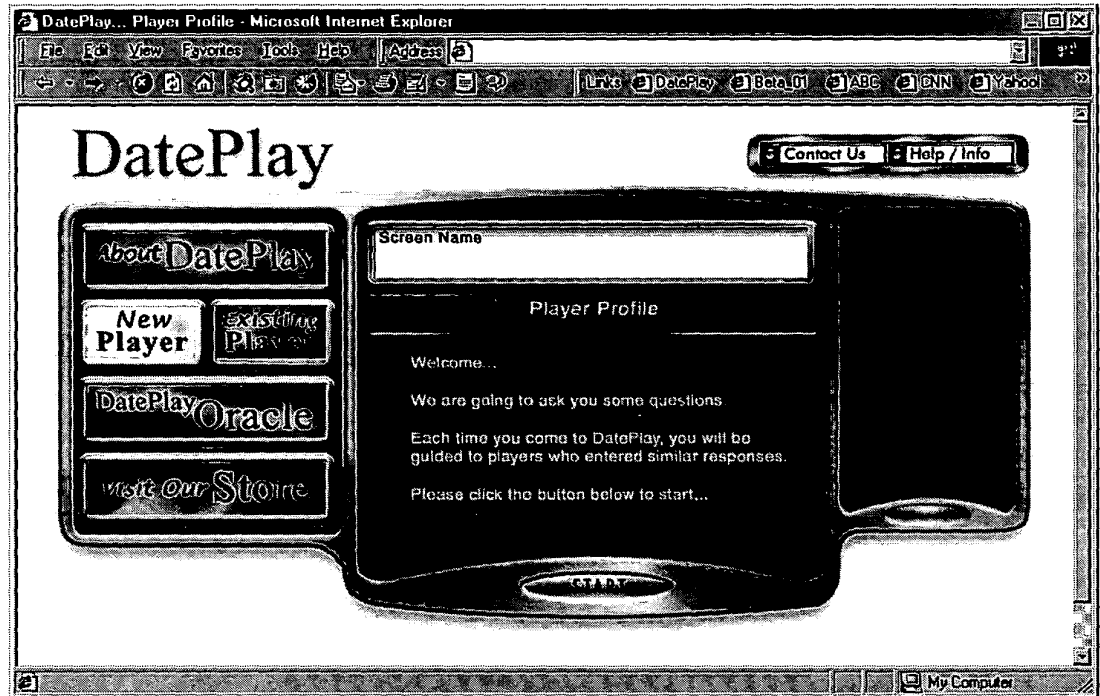 DatePlay... Player Profile - Microsoft Internet Explorer
File Edit View Favorites Tools Help Address
Links DatePlay Beta_01 ABC CNN Yahoo!
DatePlay
Contact Us Help / Info
About DatePlay
New Player
Existing Player
DatePlay Oracle
Visit Our Store
Screen Name
Player Profile
Welcome...
We are going to ask you some questions.
Each time you come to DatePlay, you will be
guided to players who entered similar responses.
Please click the button below to start...
START
My Computer